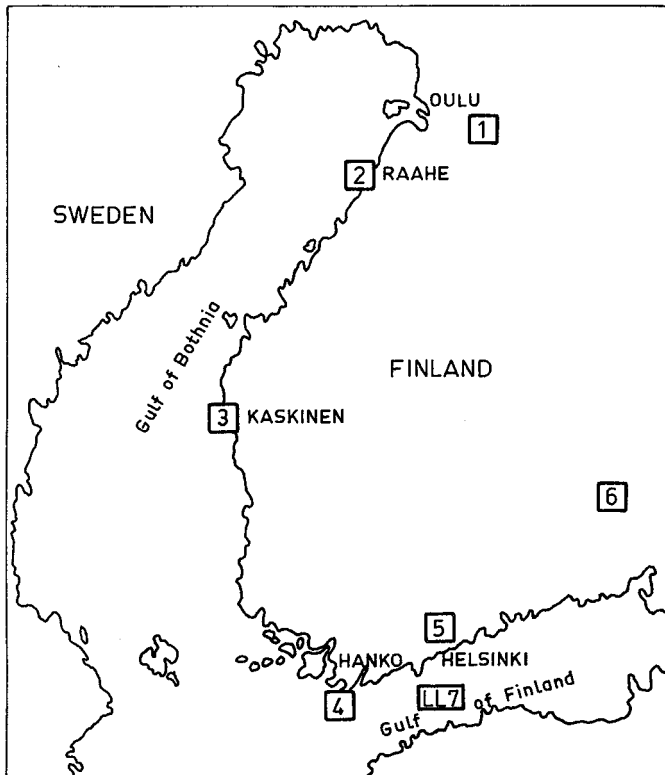 OULU
1
2 RAAHE
SWEDEN
Gulf of Bothnia
FINLAND
3 KASKINEN
6
5
HANKO HELSINKI
4
LL7
Gulf of Finland